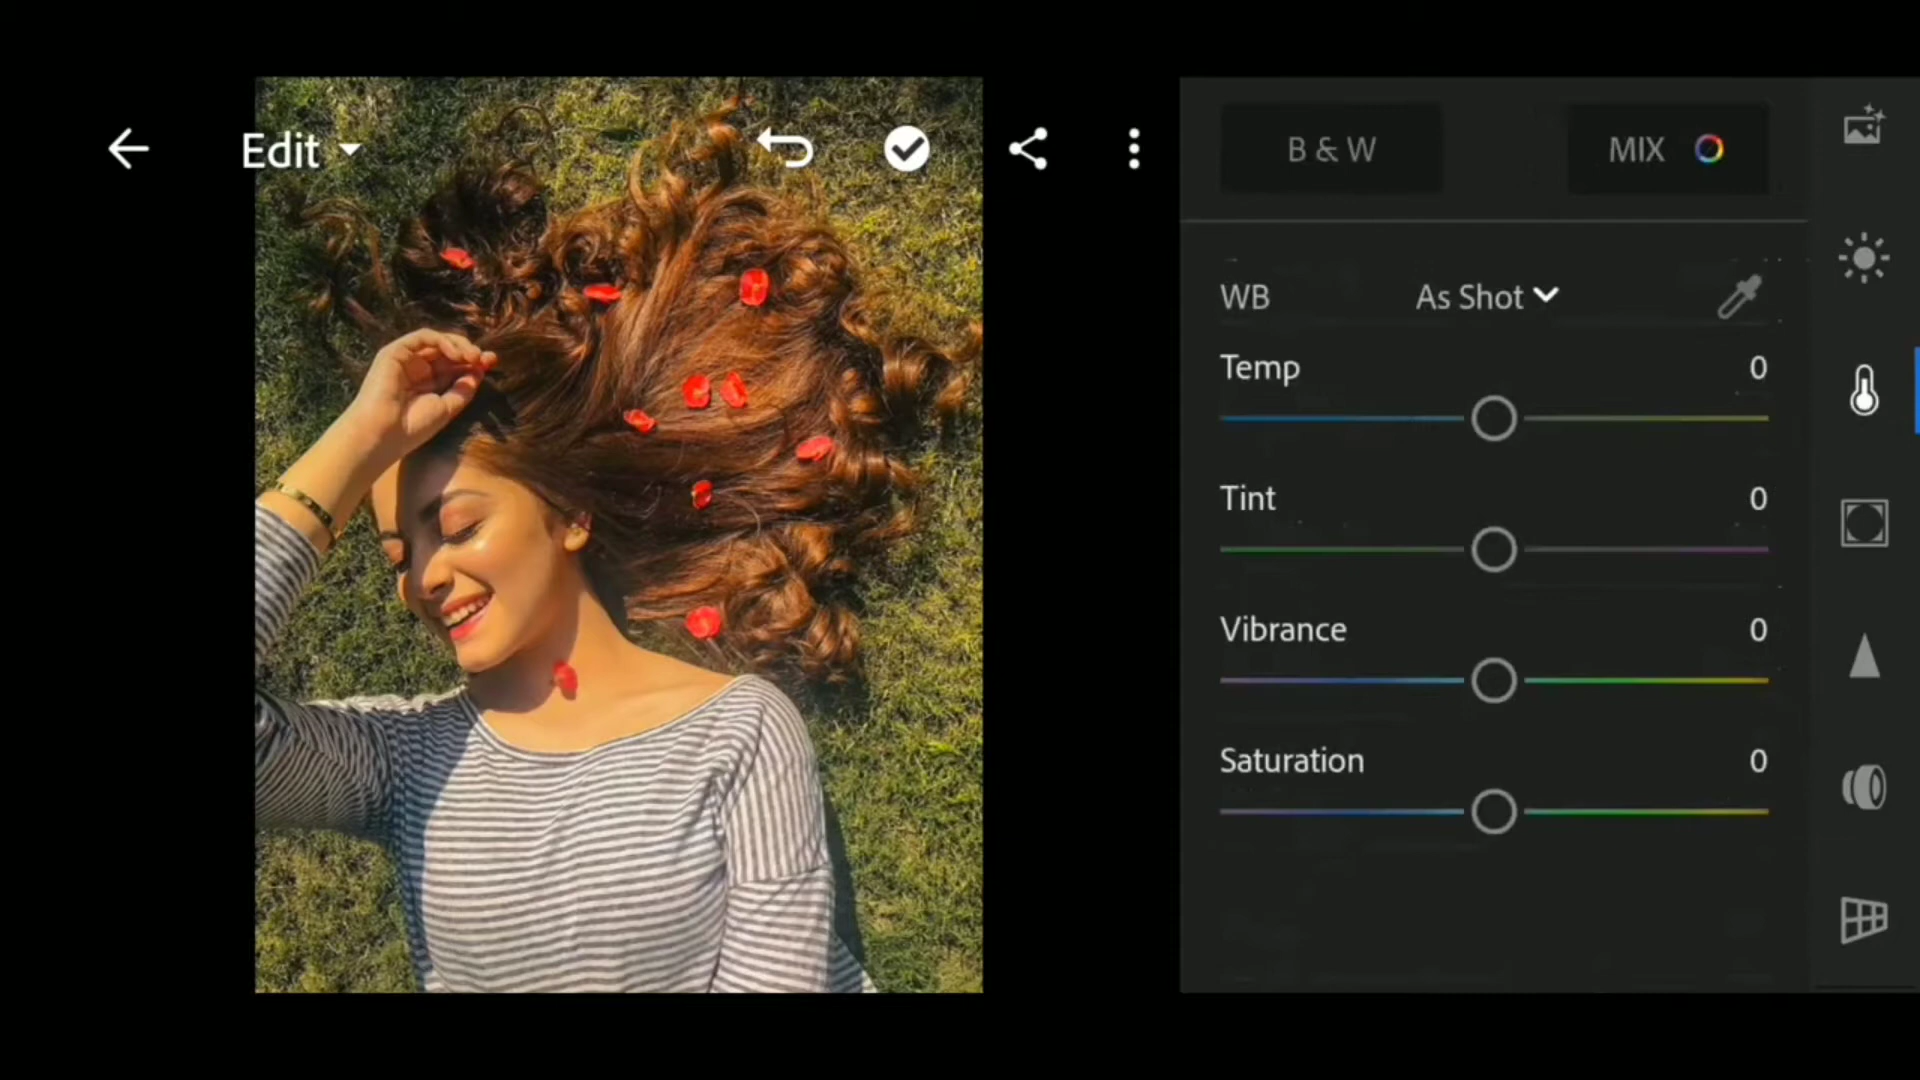 Edit
B & W
MIX
WB As Shot
Temp 0
Tint 0
Vibrance 0
Saturation 0